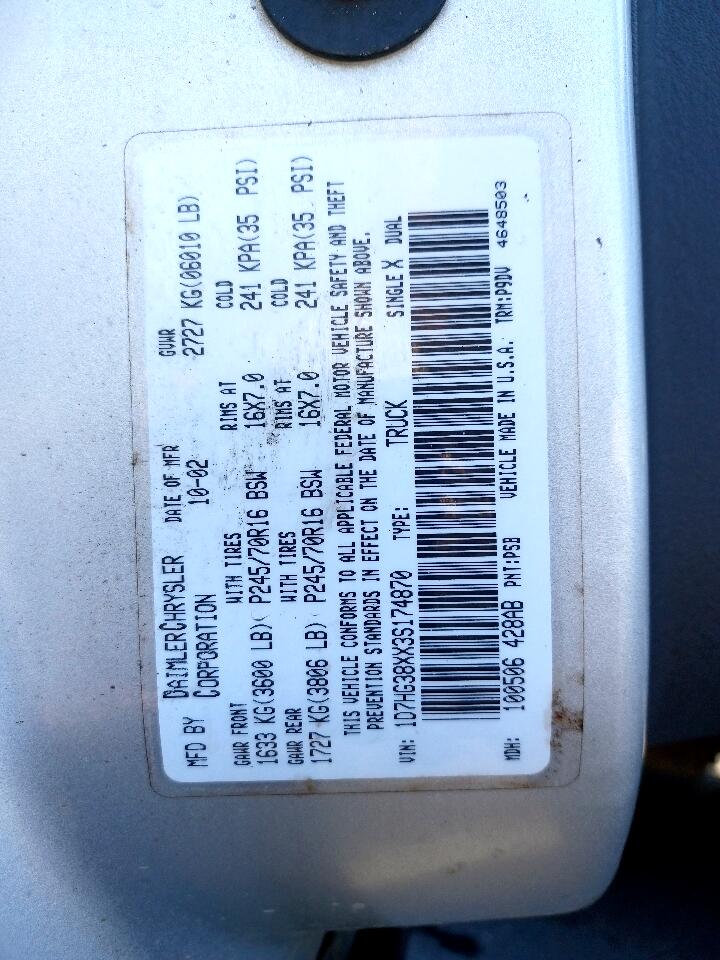 MFD BY DAIMLERCHRYSLER CORPORATION DATE OF MFR 10-02 GVWR 2727 KG(06010 LB)
GAWR FRONT WITH TIRES RIMS AT COLD
1633 KG(3600 LB)( P245/70R16 BSW 16X7.0 241 KPA(35 PSI)
GAWR REAR WITH TIRES RIMS AT COLD
1727 KG(3806 LB) P245/70R16 BSW 16X7.0 241 KPA(35 PSI)
THIS VEHICLE CONFORMS TO ALL APPLICABLE FEDERAL MOTOR VEHICLE SAFETY AND THEFT
PREVENTION STANDARDS IN EFFECT ON THE DATE OF MANUFACTURE SHOWN ABOVE.
VIN: 1D7HG38XX3S174870 TYPE: TRUCK SINGLE X DUAL
MDH: 100506 428AB PNT:PSB VEHICLE MADE IN U.S.A. TRM:P9DV 4648503